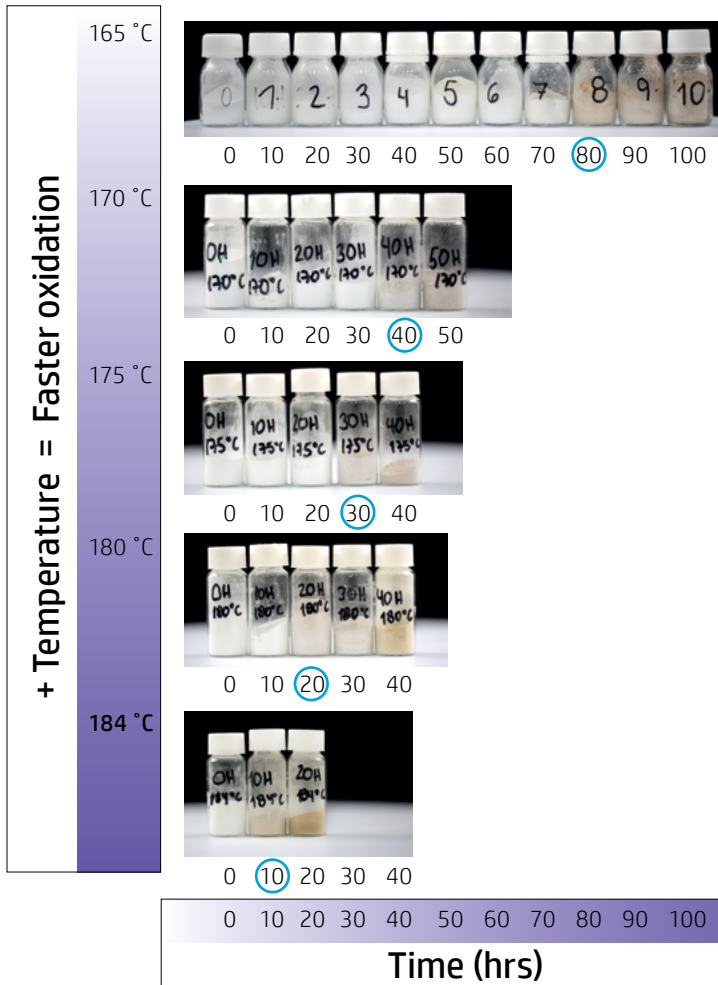 + Temperature = Faster oxidation
165 °C
0 1. 2. 3 4 5 6 7 8 9. 10
0 10 20 30 40 50 60 70 80 90 100
170 °C
0H 10H 20H 30H 40H 50H
170°C 170°C 170°C 170°C 170°C 170°C
0 10 20 30 40 50
175 °C
0H 10H 20H 30H 40H
175°C 175°C 175°C 175°C 175°C
0 10 20 30 40
180 °C
0H 10H 20H 30H 40H
180°C 180°C 180°C 180°C 180°C
0 10 20 30 40
184 °C
0H 10H 20H
184°C 184°C 184°C
0 10 20 30 40
0 10 20 30 40 50 60 70 80 90 100
Time (hrs)